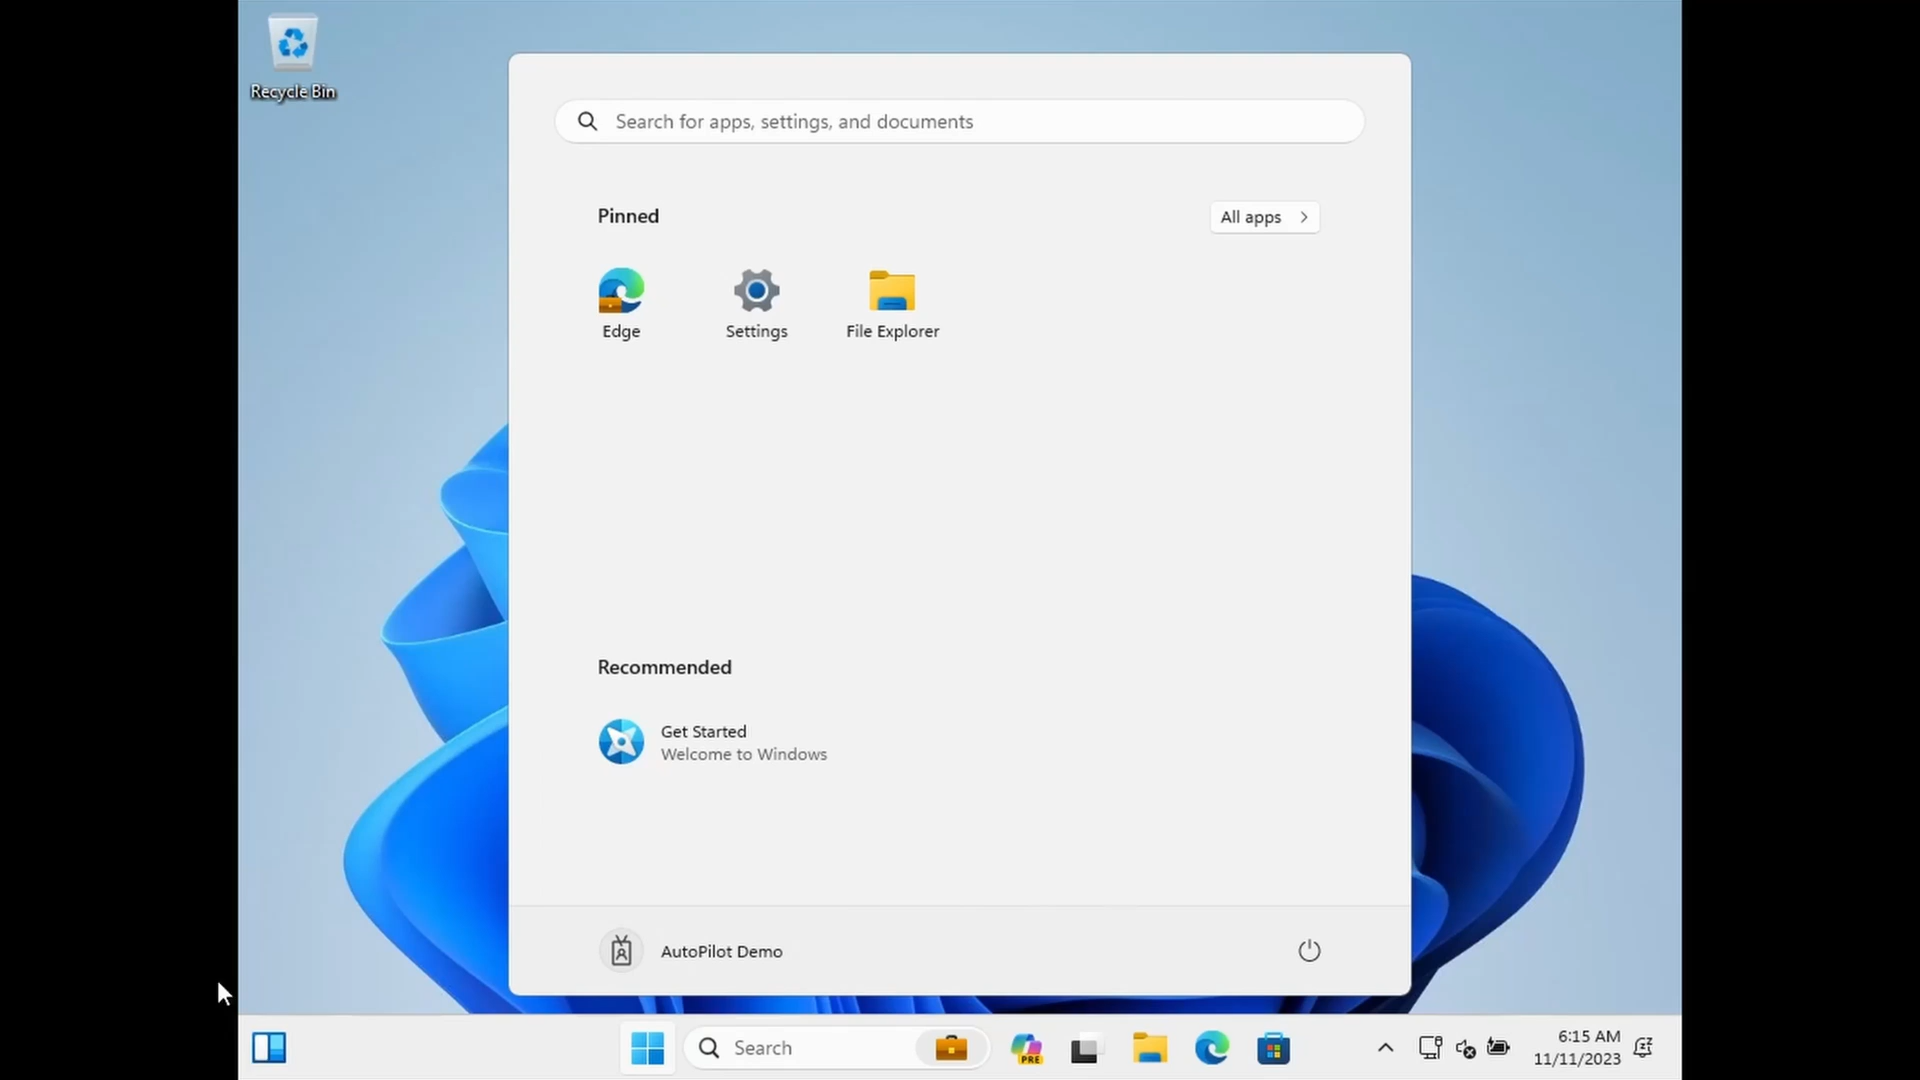 Recycle Bin
Search for apps, settings, and documents
Pinned
All apps
Edge
Settings
File Explorer
Recommended
Get Started
Welcome to Windows
AutoPilot Demo
Search
PRE
6:15 AM
11/11/2023